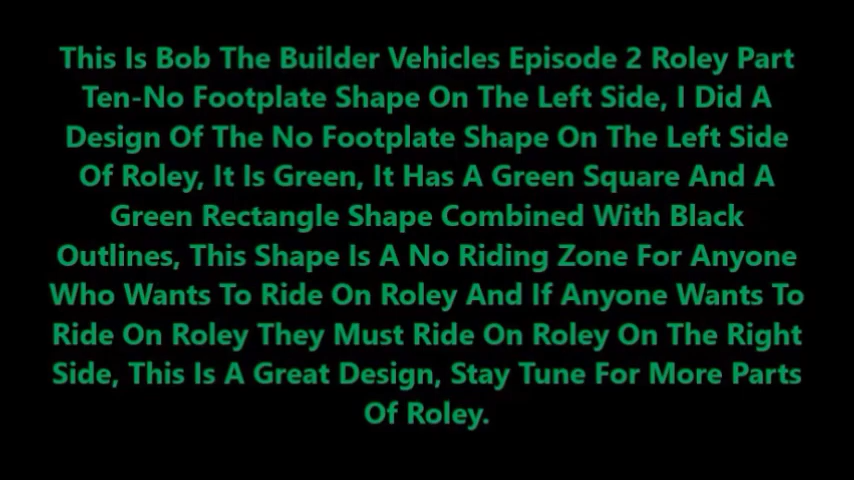 This Is Bob The Builder Vehicles Episode 2 Roley Part
Ten-No Footplate Shape On The Left Side, I Did A
Design Of The No Footplate Shape On The Left Side
Of Roley, It Is Green, It Has A Green Square And A
Green Rectangle Shape Combined With Black
Outlines, This Shape Is A No Riding Zone For Anyone
Who Wants To Ride On Roley And If Anyone Wants To
Ride On Roley They Must Ride On Roley On The Right
Side, This Is A Great Design, Stay Tune For More Parts
Of Roley.